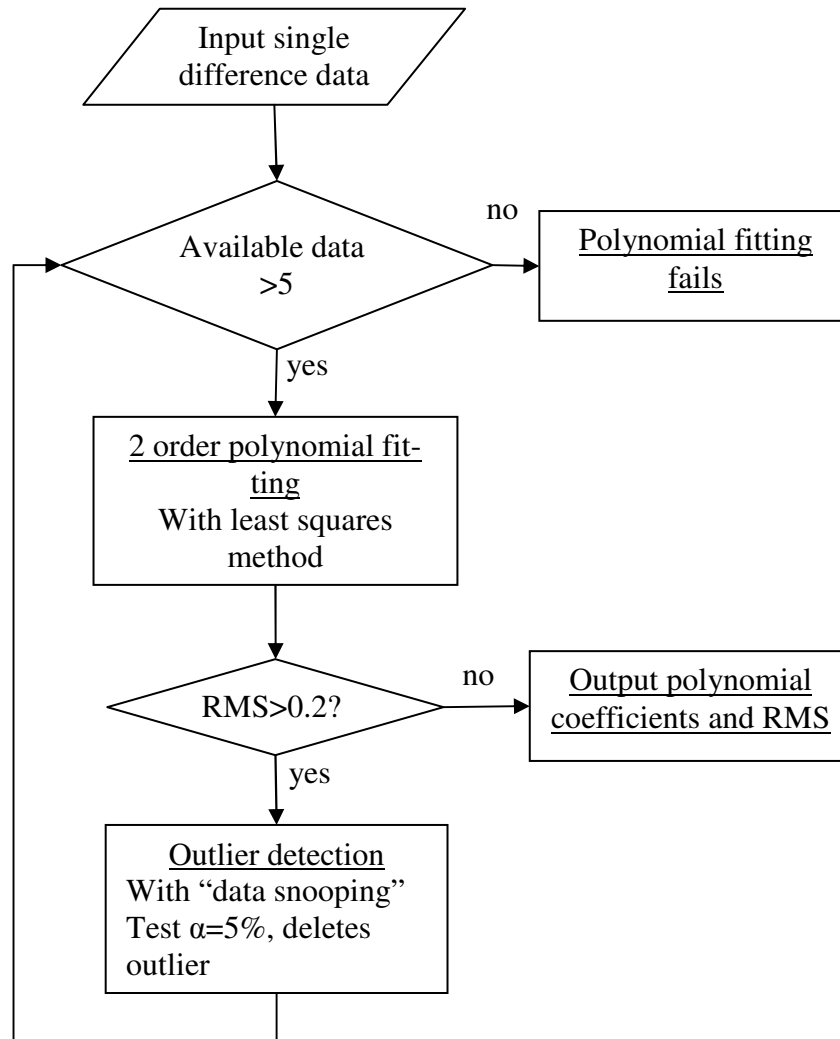 Input single
difference data
Available data
>5
no
Polynomial fitting
fails
yes
2 order polynomial fit-
ting
With least squares
method
RMS>0.2?
no
Output polynomial
coefficients and RMS
yes
Outlier detection
With “data snooping”
Test α=5%, deletes
outlier